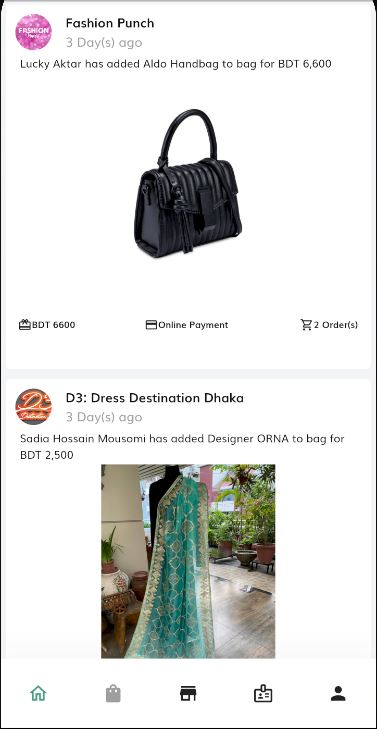 FASHION
Fashion Punch
3 Day(s) ago
Lucky Aktar has added Aldo Handbag to bag for BDT 6,600
BDT 6600
Online Payment
2 Order(s)
D3
D3: Dress Destination Dhaka
3 Day(s) ago
Sadia Hossain Mousomi has added Designer ORNA to bag for
BDT 2,500